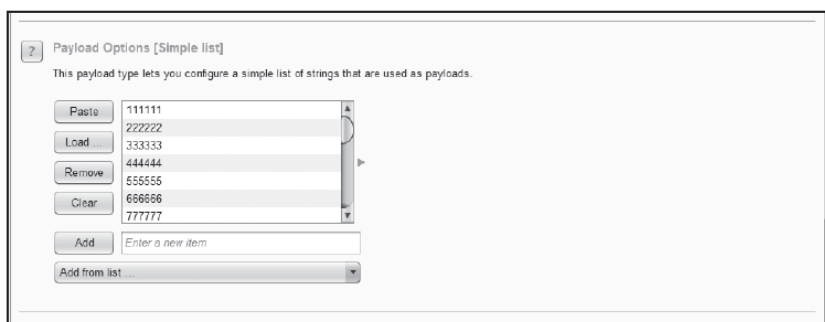 ?
Payload Options [Simple list]
This payload type lets you configure a simple list of strings that are used as payloads.
Paste
Load ...
Remove
Clear
111111
222222
333333
444444
555555
666666
777777
Add
Enter a new item
Add from list ...